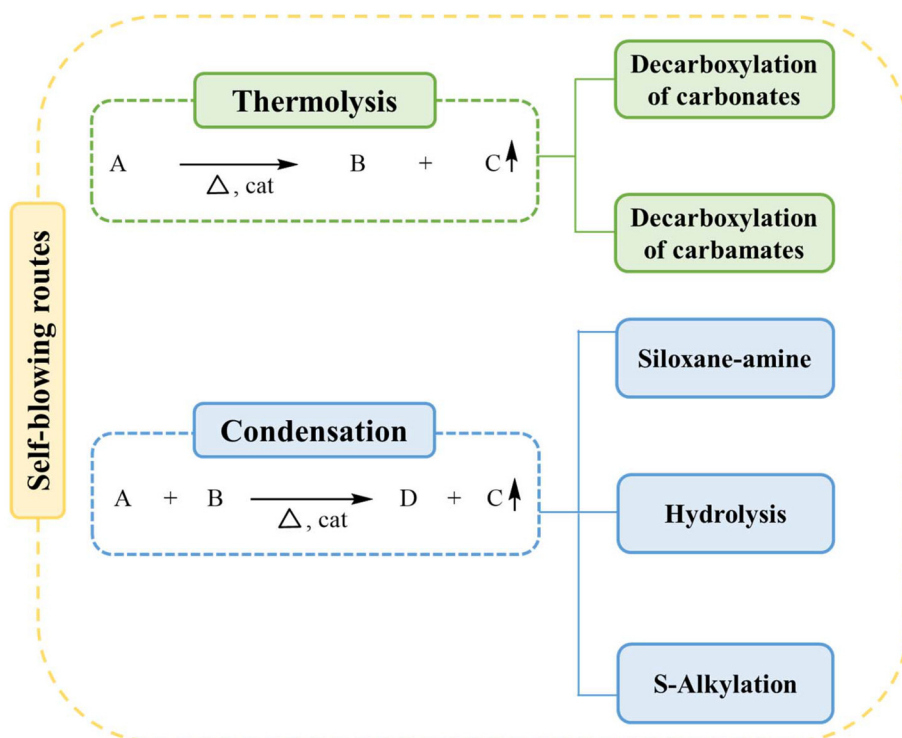 Self-blowing routes
Thermolysis
A → B + C↑
△, cat
Decarboxylation
of carbonates
Decarboxylation
of carbamates
Condensation
A + B → D + C↑
△, cat
Siloxane-amine
Hydrolysis
S-Alkylation